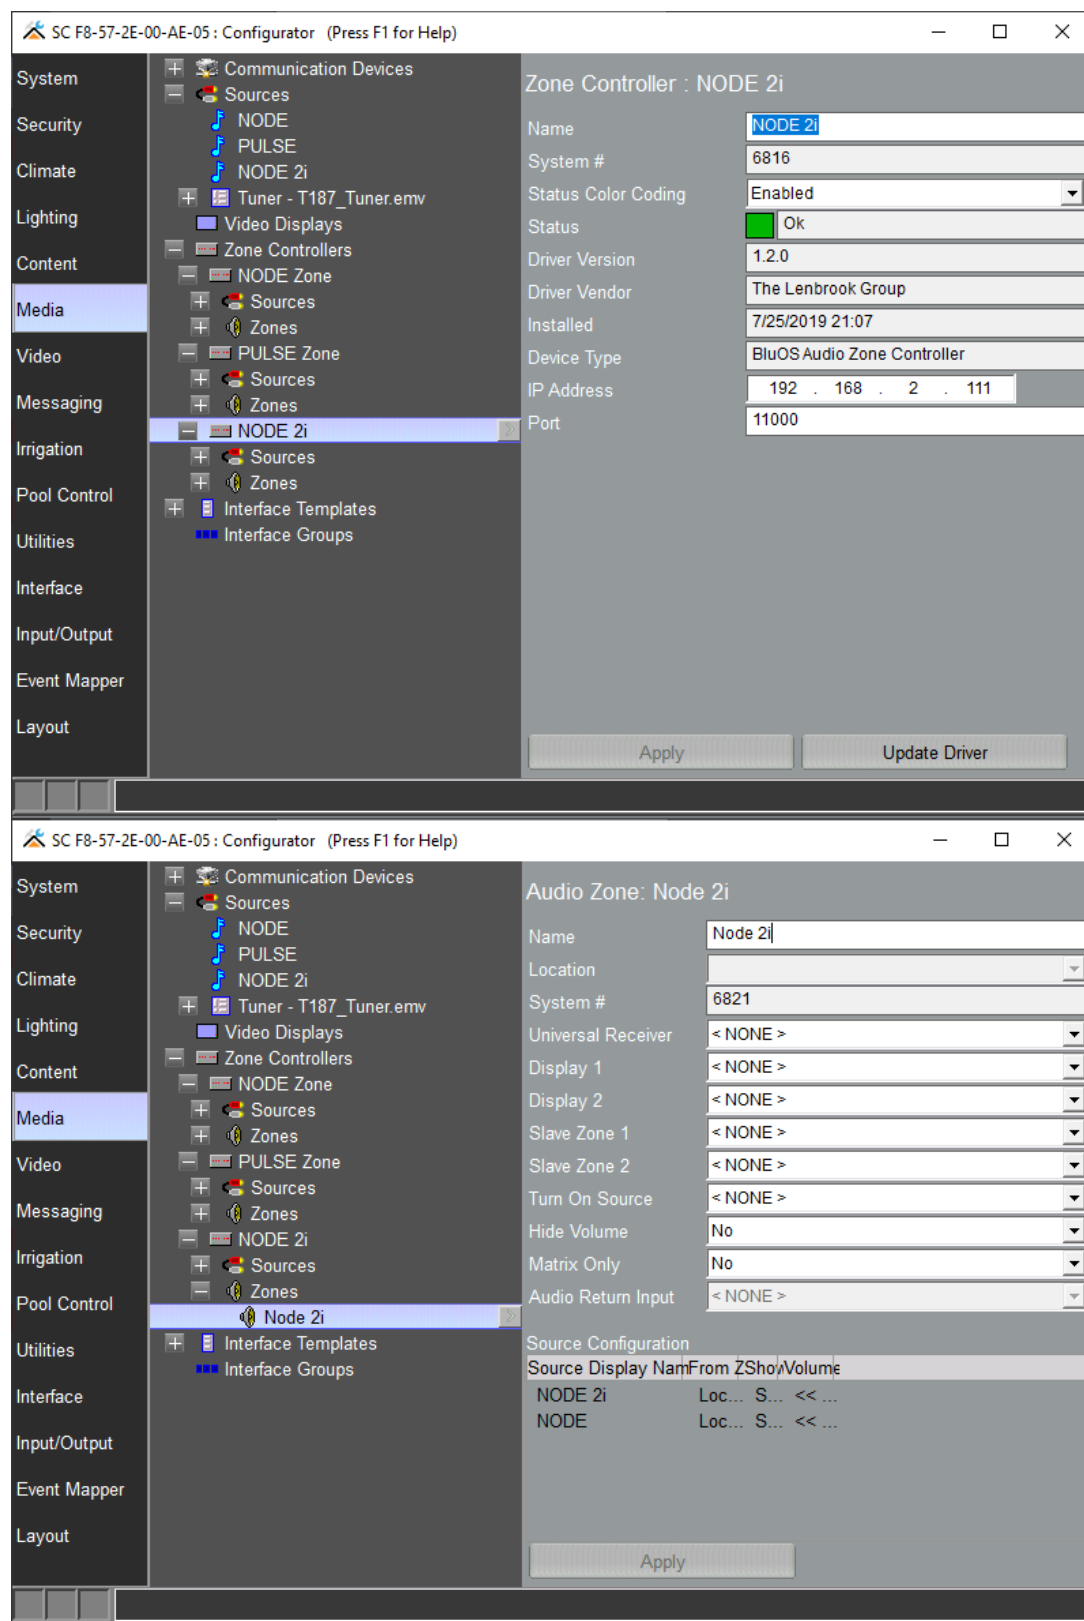 SC F8-57-2E-00-AE-05 : Configurator (Press F1 for Help)
System
Security
Climate
Lighting
Content
Media
Video
Messaging
Irrigation
Pool Control
Utilities
Interface
Input/Output
Event Mapper
Layout
Communication Devices
Sources
NODE
PULSE
NODE 2i
Tuner - T187_Tuner.emv
Video Displays
Zone Controllers
NODE Zone
Sources
Zones
PULSE Zone
Sources
Zones
NODE 2i
Sources
Zones
Interface Templates
Interface Groups
Zone Controller : NODE 2i
Name NODE 2i
System # 6816
Status Color Coding Enabled
Status Ok
Driver Version 1.2.0
Driver Vendor The Lenbrook Group
Installed 7/25/2019 21:07
Device Type BluOS Audio Zone Controller
IP Address 192 . 168 . 2 . 111
Port 11000
Apply Update Driver
SC F8-57-2E-00-AE-05 : Configurator (Press F1 for Help)
System
Security
Climate
Lighting
Content
Media
Video
Messaging
Irrigation
Pool Control
Utilities
Interface
Input/Output
Event Mapper
Layout
Communication Devices
Sources
NODE
PULSE
NODE 2i
Tuner - T187_Tuner.emv
Video Displays
Zone Controllers
NODE Zone
Sources
Zones
PULSE Zone
Sources
Zones
NODE 2i
Sources
Zones
Node 2i
Interface Templates
Interface Groups
Audio Zone: Node 2i
Name Node 2i
Location
System # 6821
Universal Receiver < NONE >
Display 1 < NONE >
Display 2 < NONE >
Slave Zone 1 < NONE >
Slave Zone 2 < NONE >
Turn On Source < NONE >
Hide Volume No
Matrix Only No
Audio Return Input < NONE >
Source Configuration
Source Display Nam From Z Show Volume
NODE 2i Loc... S... << ...
NODE Loc... S... << ...
Apply